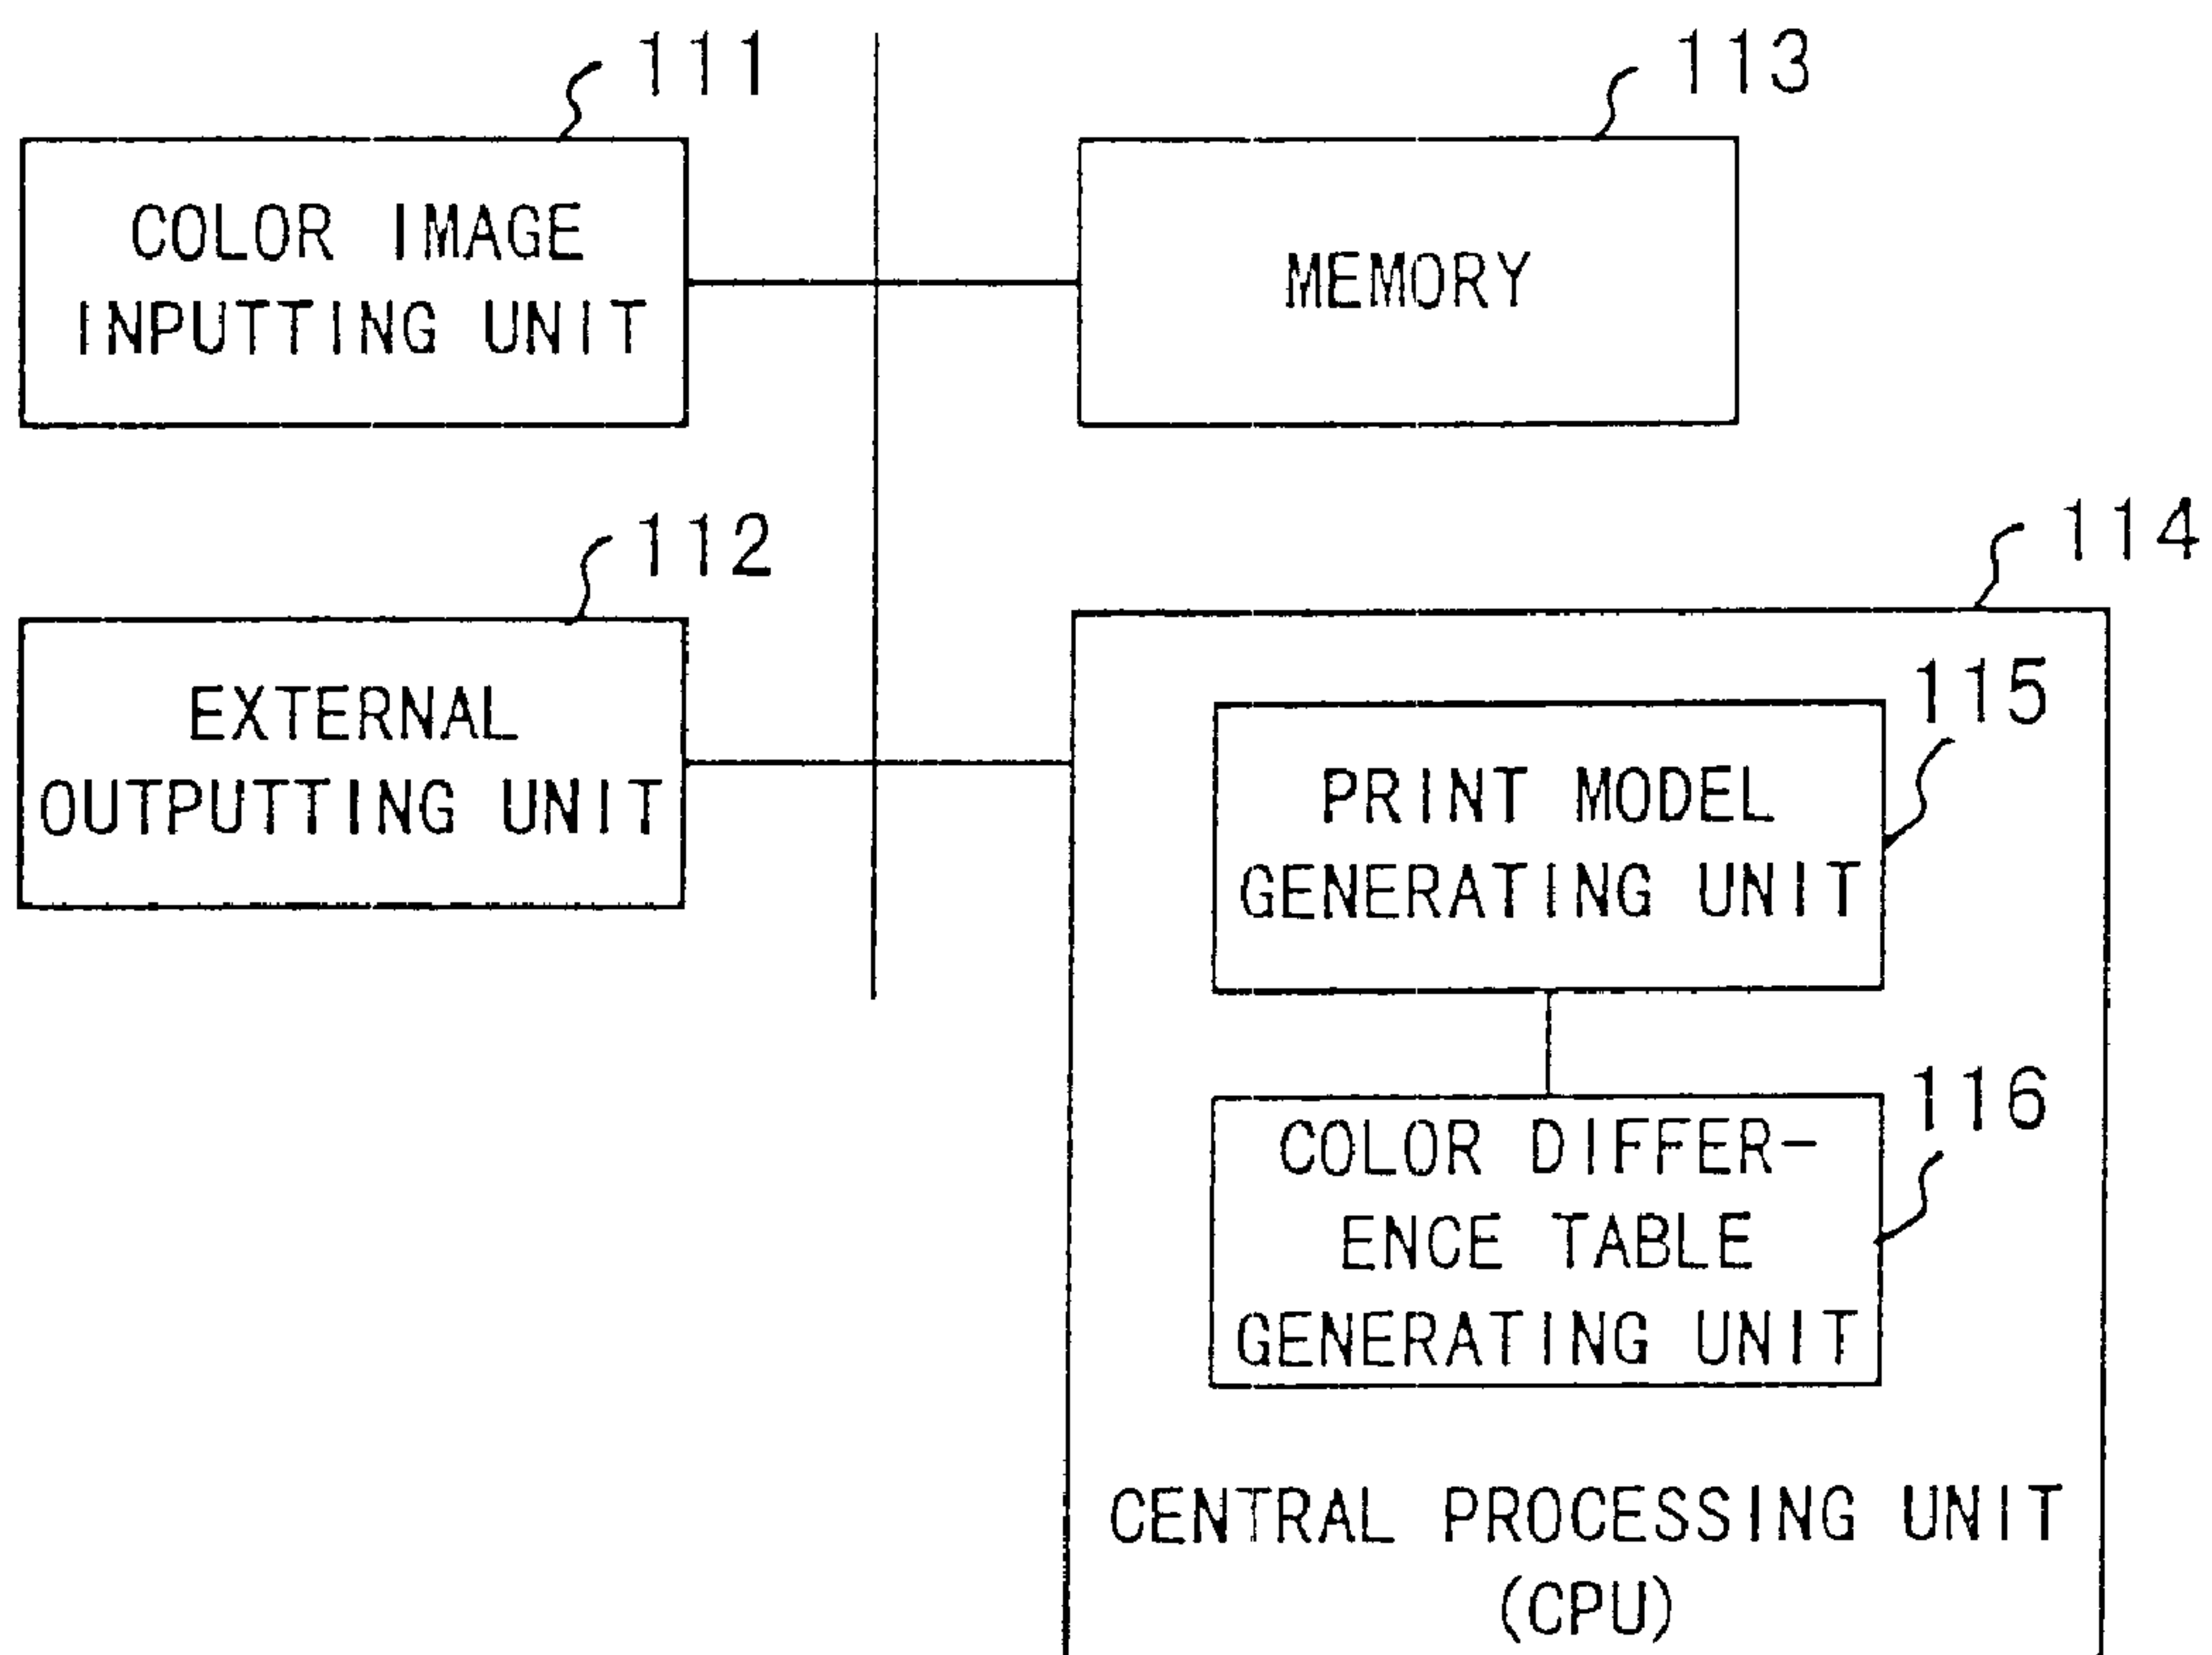 111
COLOR IMAGE
INPUTTING UNIT
113
MEMORY
112
EXTERNAL
OUTPUTTING UNIT
114
115
PRINT MODEL
GENERATING UNIT
116
COLOR DIFFER-
ENCE TABLE
GENERATING UNIT
CENTRAL PROCESSING UNIT
(CPU)